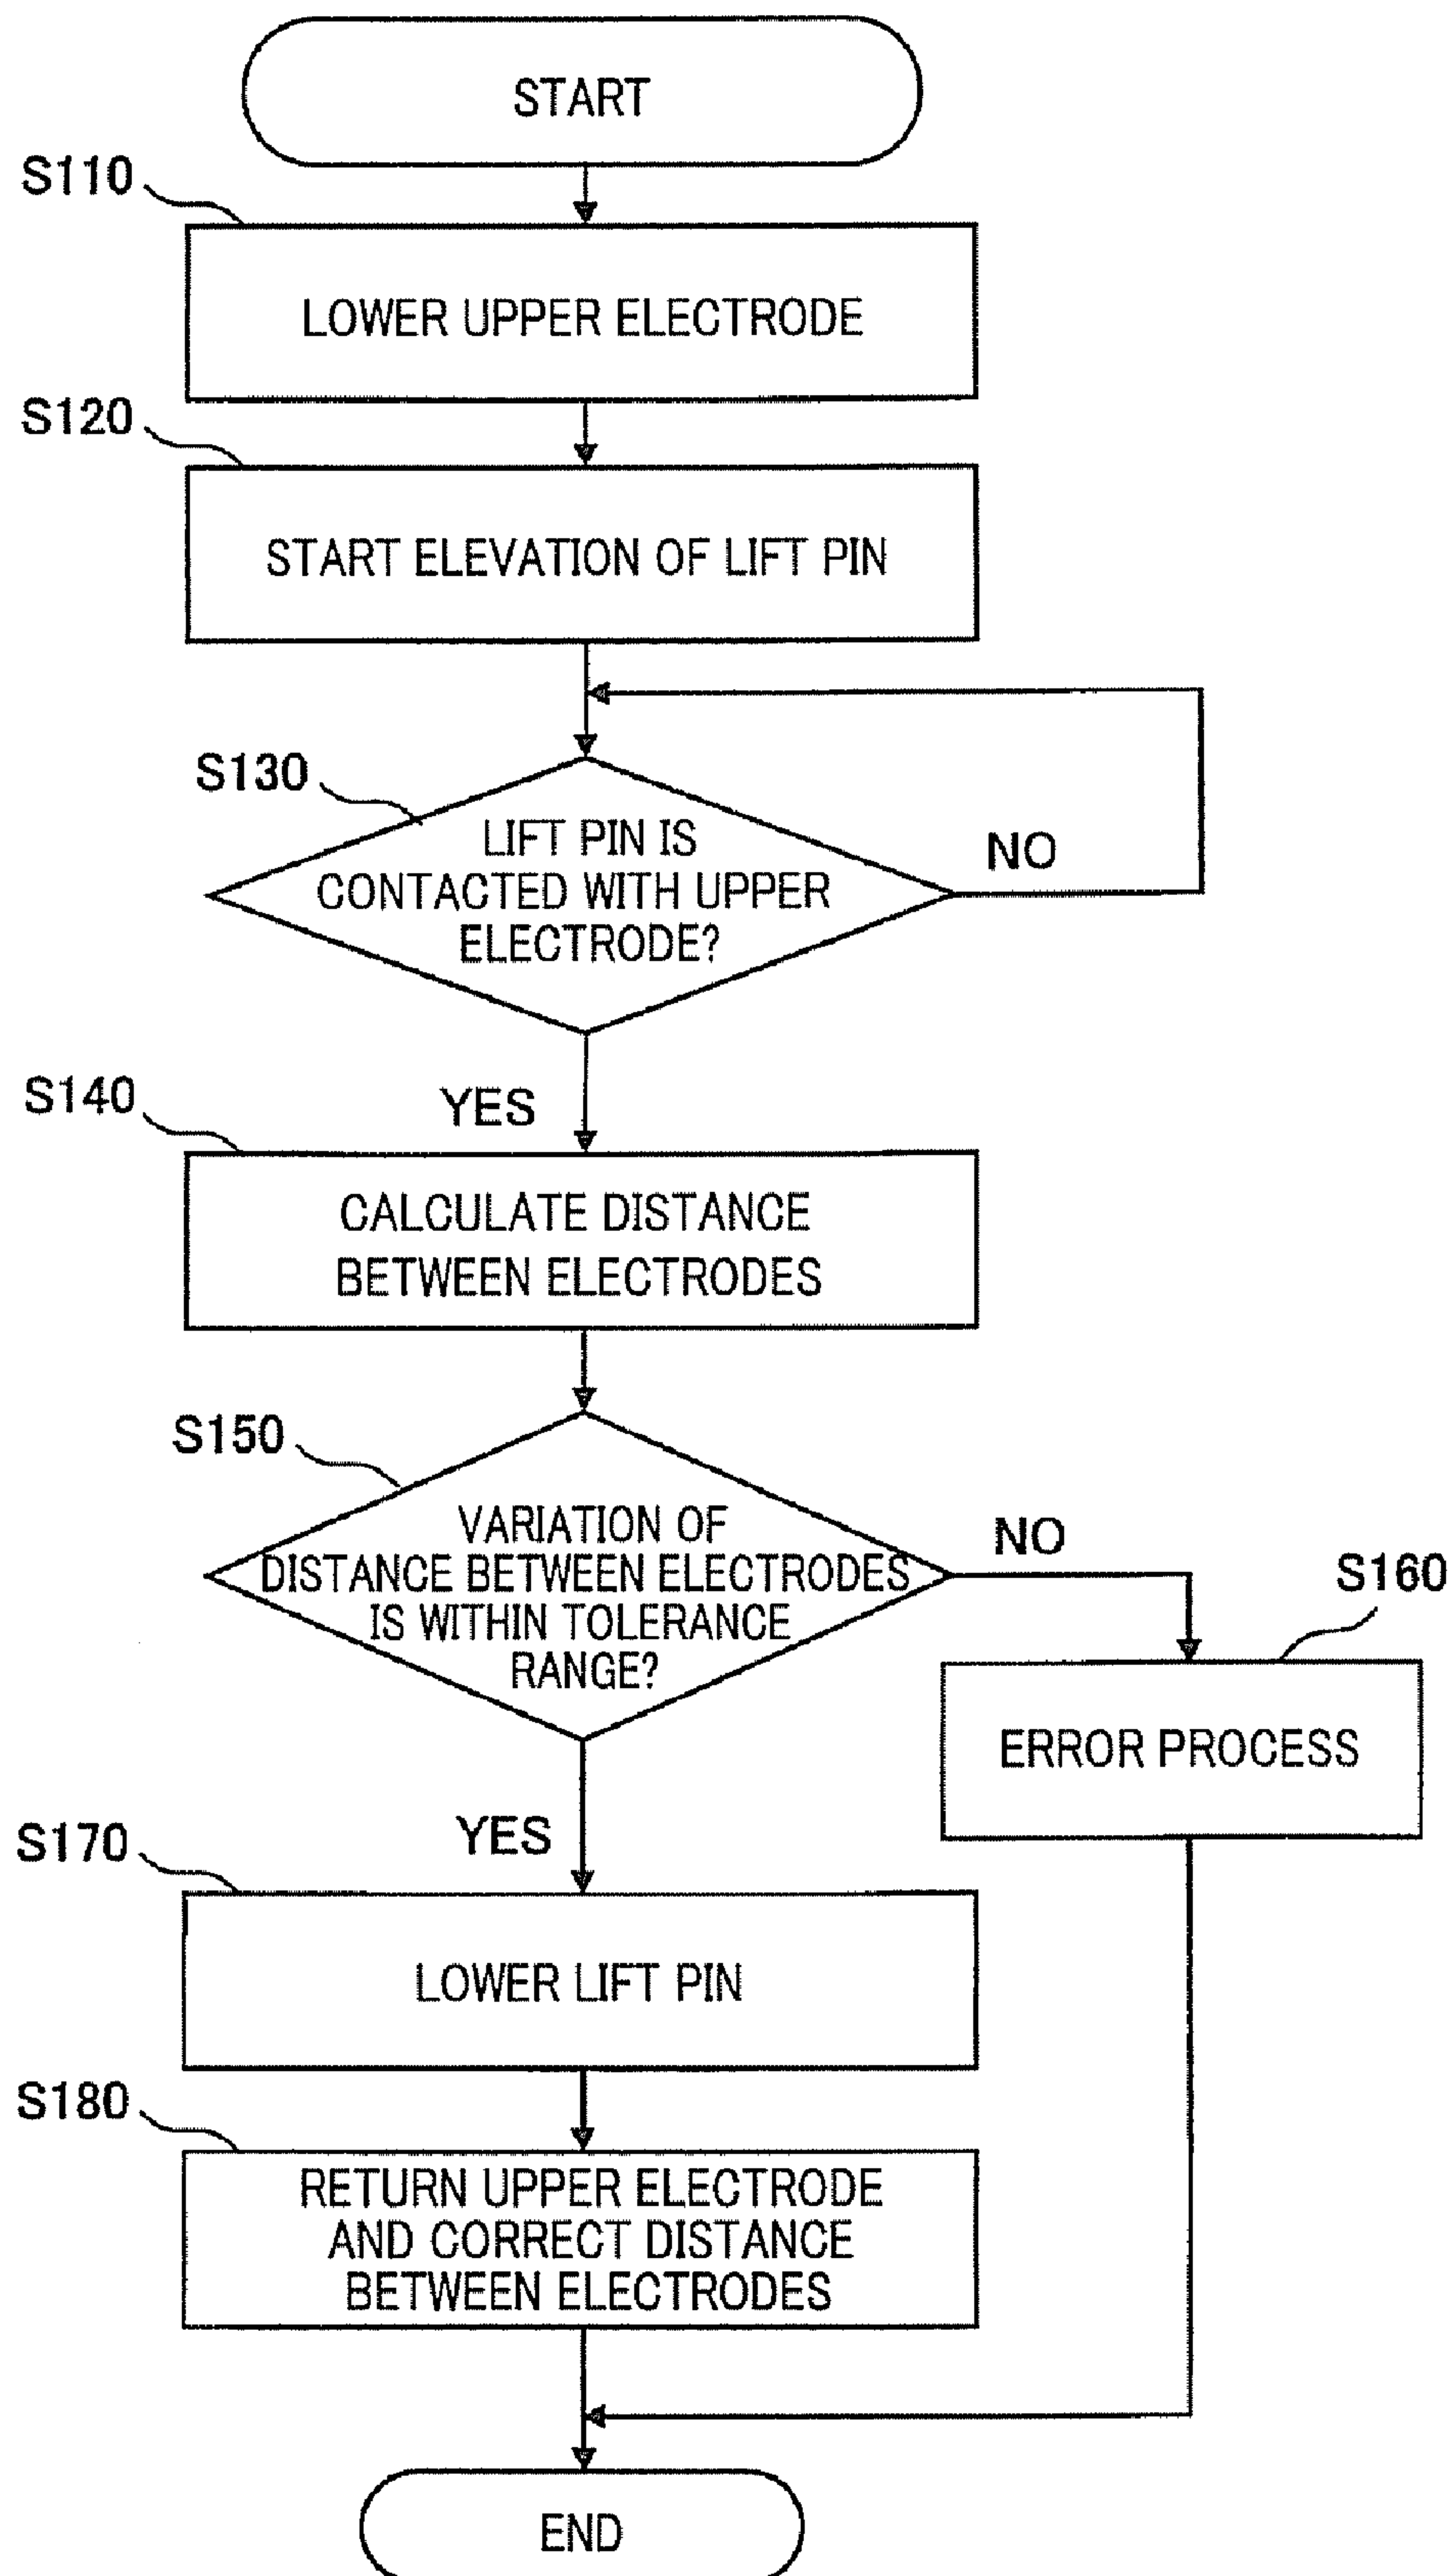 START
S110
LOWER UPPER ELECTRODE
S120
START ELEVATION OF LIFT PIN
S130
LIFT PIN IS
CONTACTED WITH UPPER
ELECTRODE?
NO
YES
S140
CALCULATE DISTANCE
BETWEEN ELECTRODES
S150
VARIATION OF
DISTANCE BETWEEN ELECTRODES
IS WITHIN TOLERANCE
RANGE?
NO
S160
ERROR PROCESS
YES
S170
LOWER LIFT PIN
S180
RETURN UPPER ELECTRODE
AND CORRECT DISTANCE
BETWEEN ELECTRODES
END